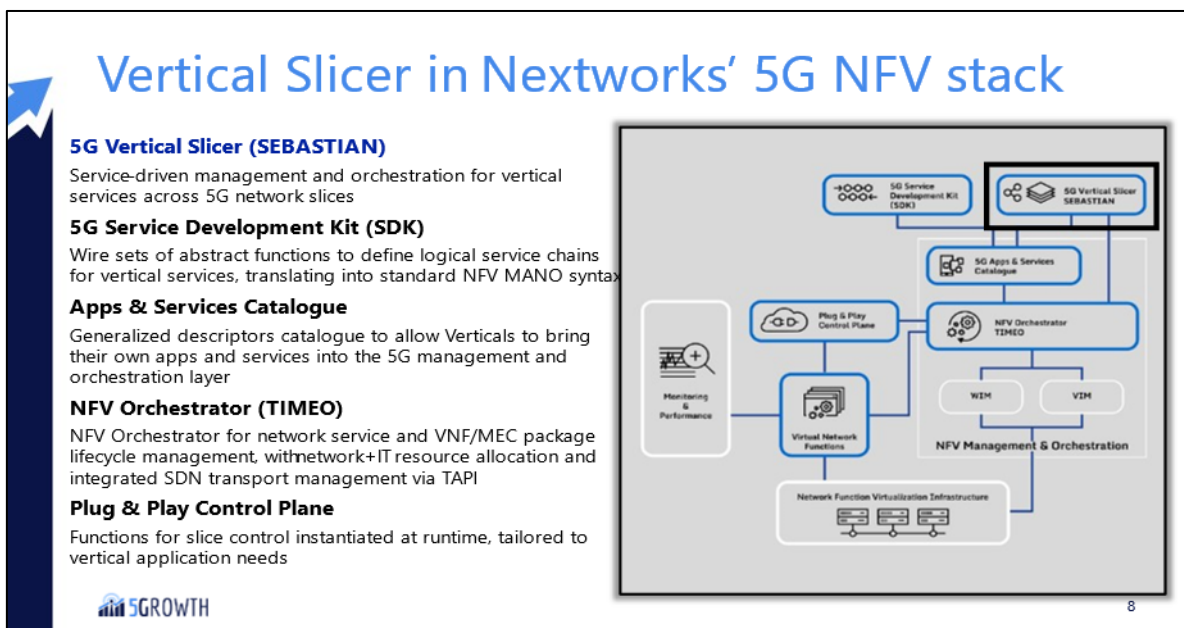 Vertical Slicer in Nextworks’ 5G NFV stack
5G Vertical Slicer (SEBASTIAN)
Service-driven management and orchestration for vertical
services across 5G network slices
5G Service Development Kit (SDK)
Wire sets of abstract functions to define logical service chains
for vertical services, translating into standard NFV MANO syntax
Apps & Services Catalogue
Generalized descriptors catalogue to allow Verticals to bring
their own apps and services into the 5G management and
orchestration layer
NFV Orchestrator (TIMEO)
NFV Orchestrator for network service and VNF/MEC package
lifecycle management, withnetwork+IT resource allocation and
integrated SDN transport management via TAPI
Plug & Play Control Plane
Functions for slice control instantiated at runtime, tailored to
vertical application needs
5G Service
Development Kit
(SDK)
5G Vertical Slicer
SEBASTIAN
5G Apps & Services
Catalogue
Plug & Play
Control Plane
NFV Orchestrator
TIMEO
Monitoring
&
Performance
WIM
VIM
Virtual Network
Functions
NFV Management & Orchestration
Network Function Virtualization Infrastructure
5GROWTH
8